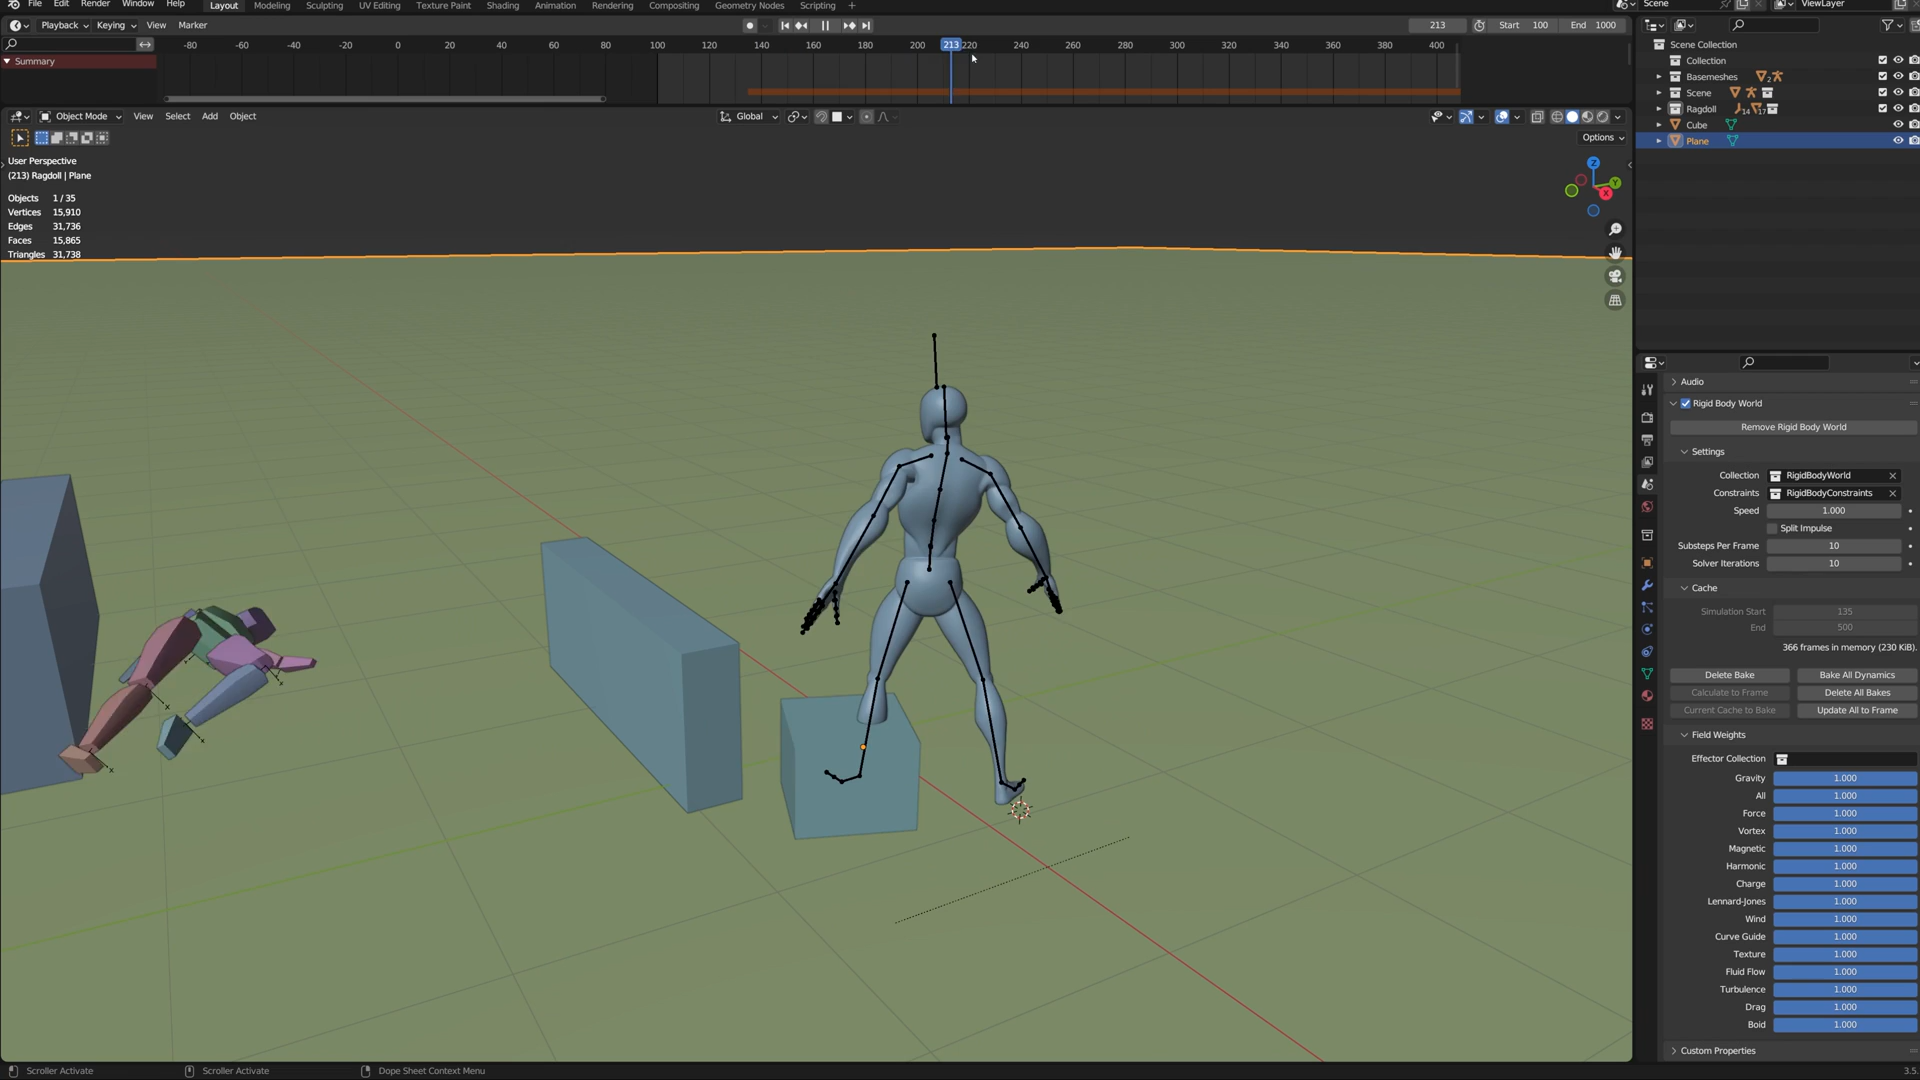 File Edit Render Window Help Layout Modeling Sculpting UV Editing Texture Paint Shading Animation Rendering Compositing Geometry Nodes Scripting + Scene ViewLayer
Playback Keying View Marker 213 Start 100 End 1000
-80 -60 -40 -20 0 20 40 60 80 100 120 140 160 180 200 213 220 240 260 280 300 320 340 360 380 400
Summary
Scene Collection
Collection
Basemeshes 2
Scene
Ragdoll 14 17
Cube
Plane
Object Mode View Select Add Object Global
Options
User Perspective
(213) Ragdoll | Plane
Objects 1 / 35
Vertices 15,910
Edges 31,736
Faces 15,865
Triangles 31,738
Z
Y
X
Audio
Rigid Body World
Remove Rigid Body World
Settings
Collection RigidBodyWorld
Constraints RigidBodyConstraints
Speed 1.000
Split Impulse
Substeps Per Frame 10
Solver Iterations 10
Cache
Simulation Start 135
End 500
366 frames in memory (230 KiB).
Delete Bake Bake All Dynamics
Calculate to Frame Delete All Bakes
Current Cache to Bake Update All to Frame
Field Weights
Effector Collection
Gravity 1.000
All 1.000
Force 1.000
Vortex 1.000
Magnetic 1.000
Harmonic 1.000
Charge 1.000
Lennard-Jones 1.000
Wind 1.000
Curve Guide 1.000
Texture 1.000
Fluid Flow 1.000
Turbulence 1.000
Drag 1.000
Boid 1.000
Custom Properties
Scroller Activate Scroller Activate Dope Sheet Context Menu 3.5.